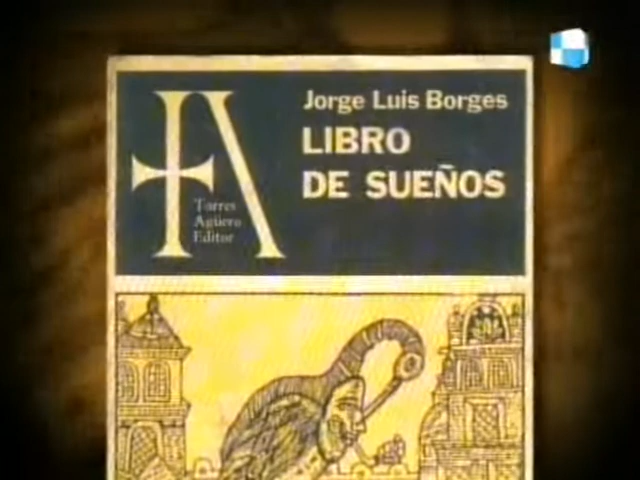 Jorge Luis Borges
LIBRO
DE SUEÑOS
Torres
Agüero
Editor